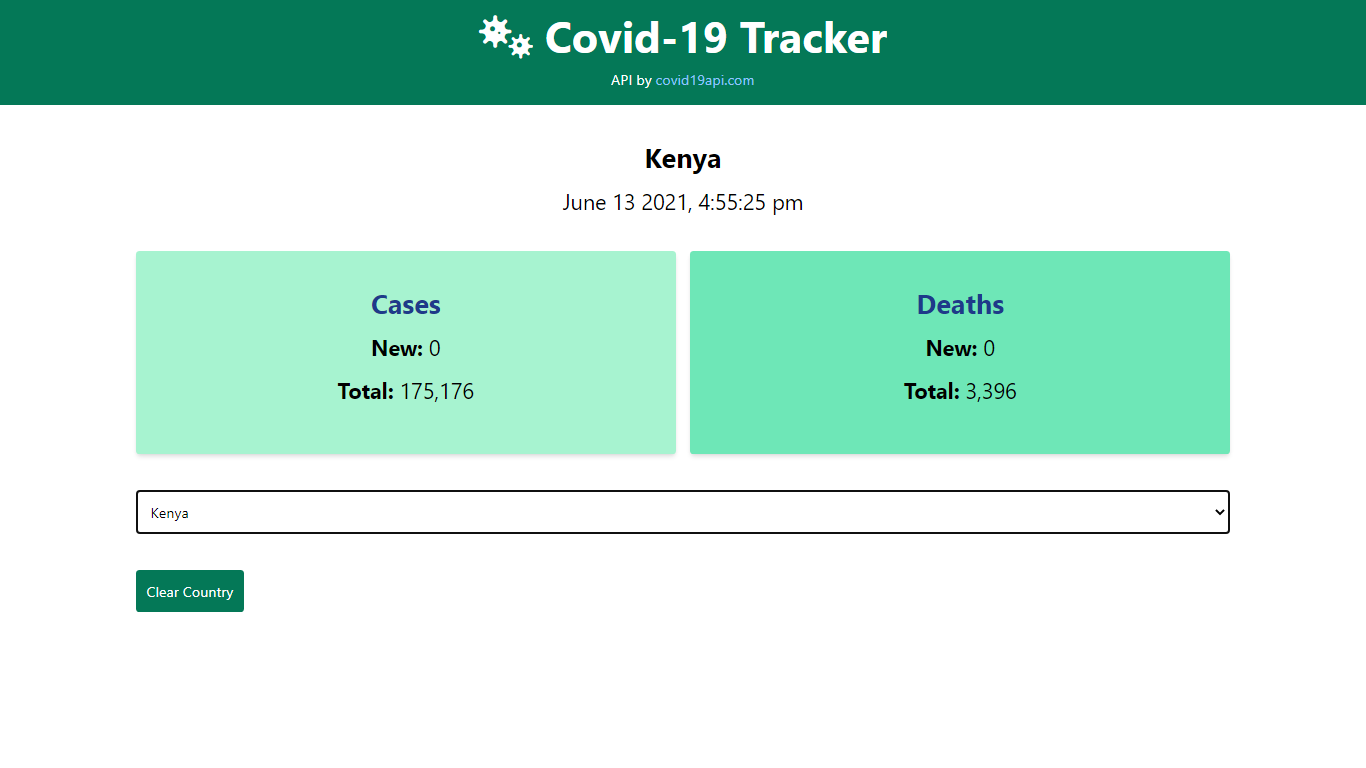 Covid-19 Tracker
API by covid19api.com
Kenya
June 13 2021, 4:55:25 pm
Cases
New: 0
Total: 175,176
Deaths
New: 0
Total: 3,396
Kenya
Clear Country